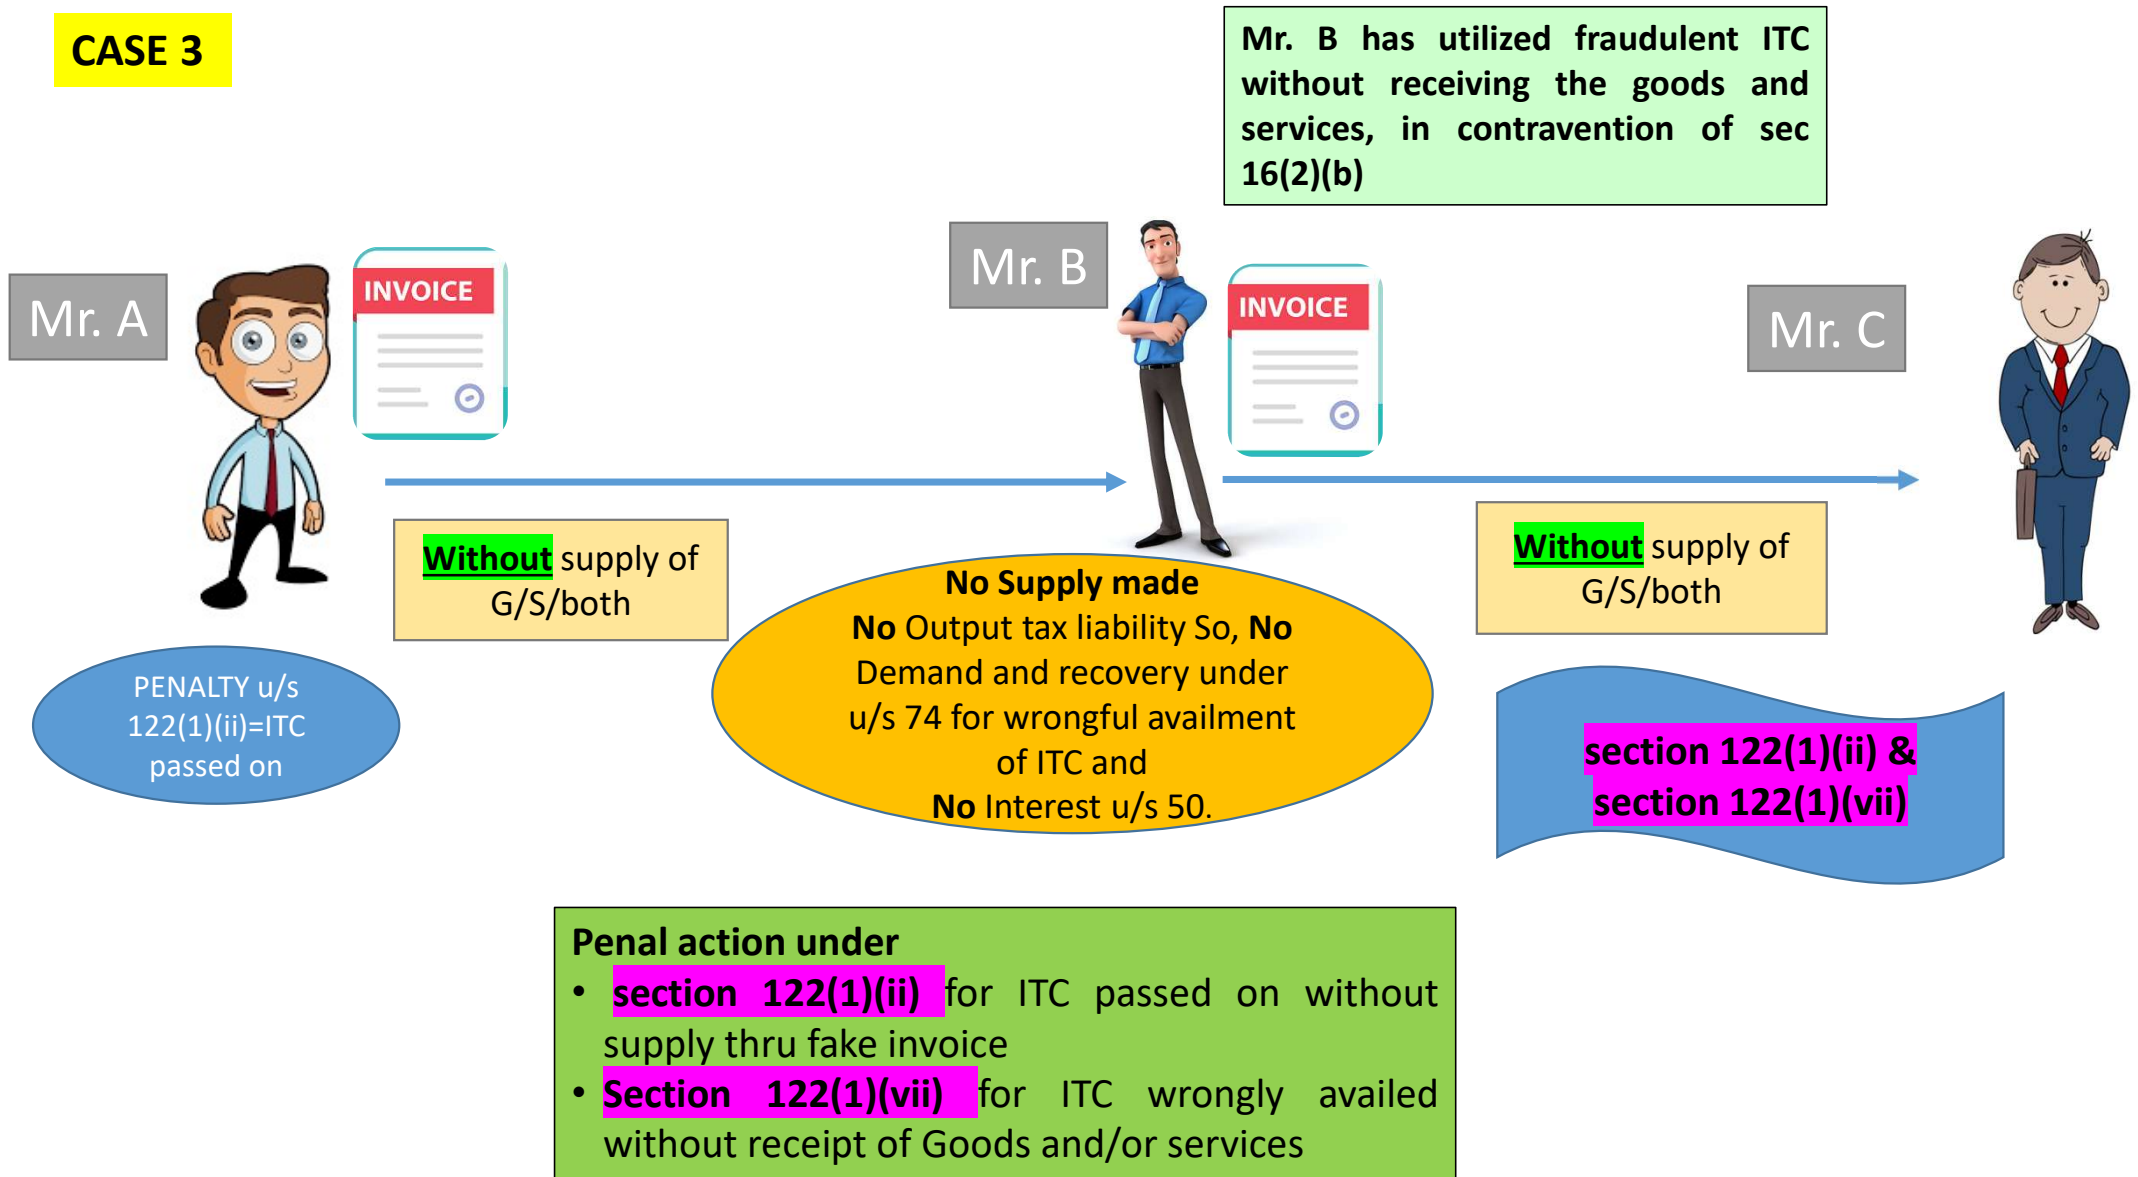 CASE 3
Mr. B has utilized fraudulent ITC
without receiving the goods and
services, in contravention of sec
16(2)(b)
Mr. A
INVOICE
Mr. B
INVOICE
Mr. C
Without supply of
G/S/both
Without supply of
G/S/both
PENALTY u/s
122(1)(ii)=ITC
passed on
No Supply made
No Output tax liability So, No
Demand and recovery under
u/s 74 for wrongful availment
of ITC and
No Interest u/s 50.
section 122(1)(ii) &
section 122(1)(vii)
Penal action under
• section 122(1)(ii) for ITC passed on without
supply thru fake invoice
• Section 122(1)(vii) for ITC wrongly availed
without receipt of Goods and/or services